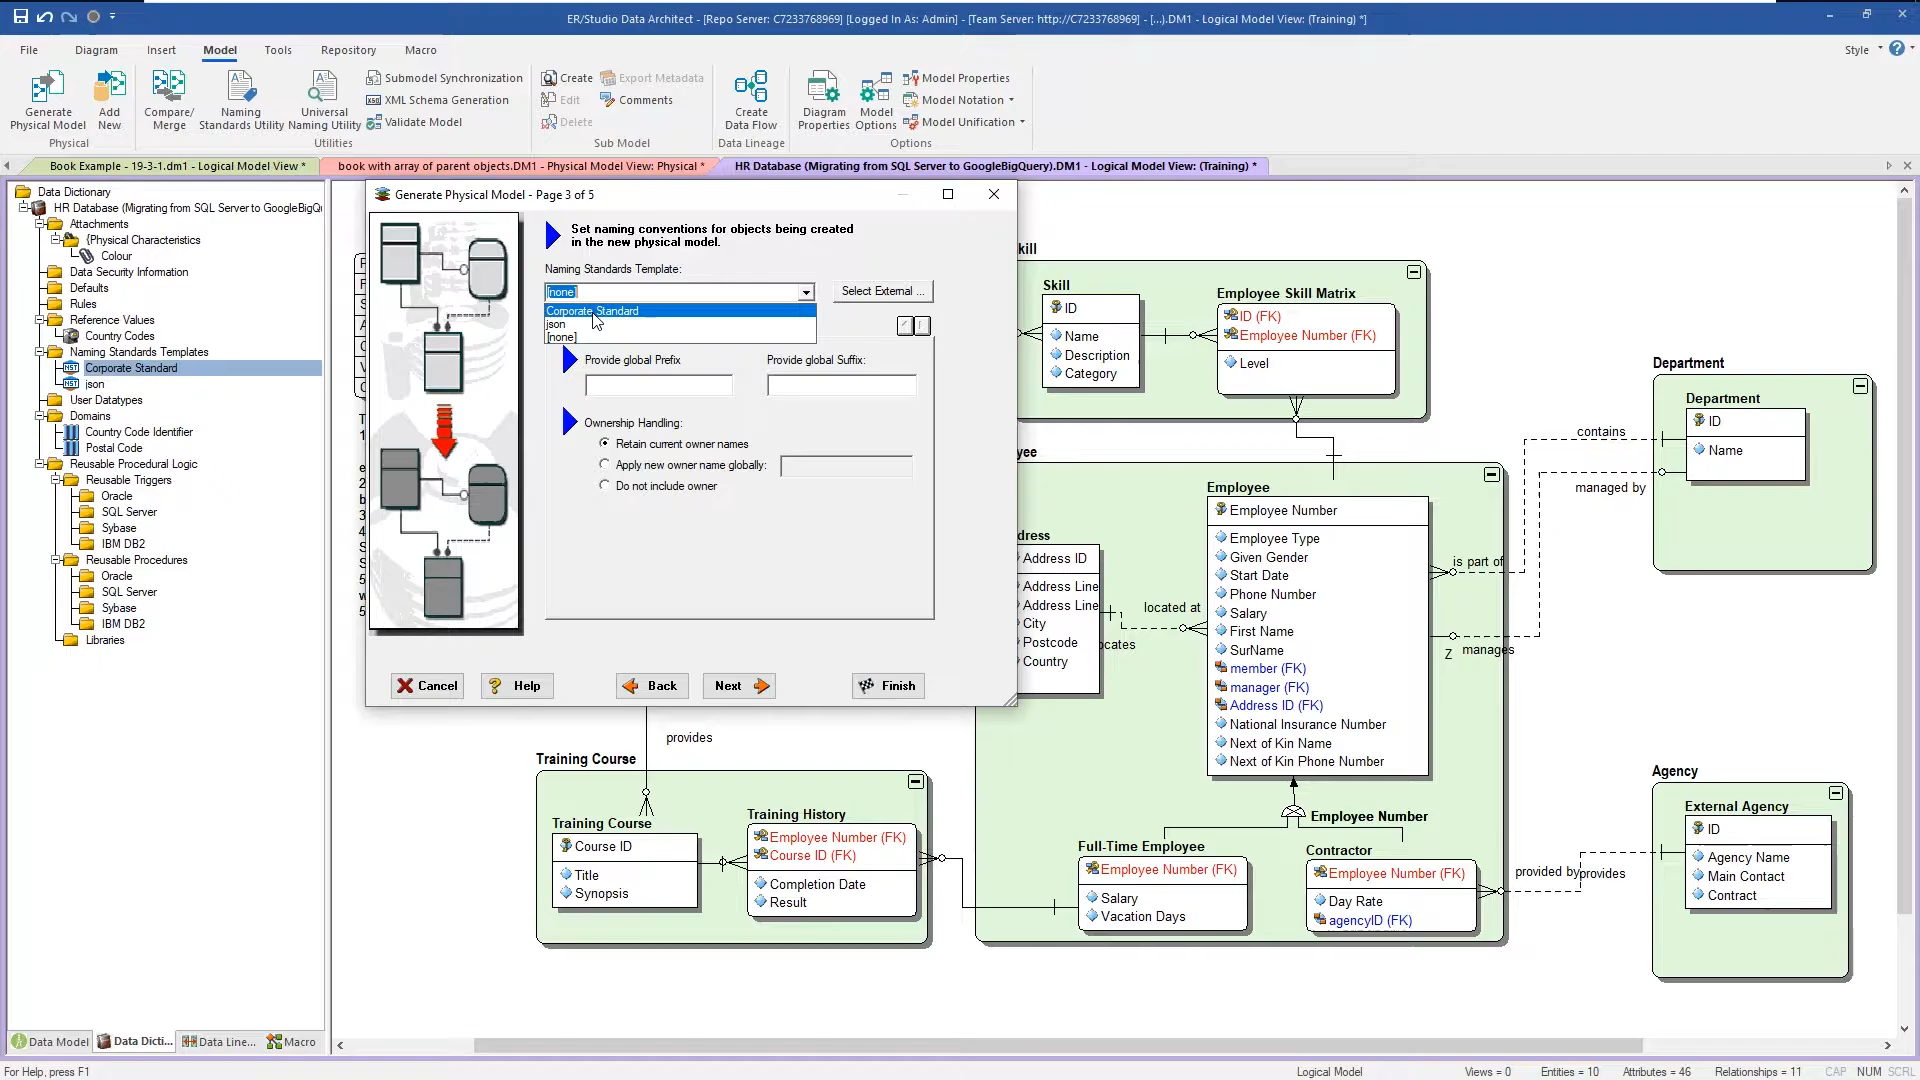 ER/Studio Data Architect - [Repo Server: C7233768969] [Logged In As: Admin] - [Team Server: http://C7233768969] - [...).DM1 - Logical Model View: (Training) *]
File Diagram Insert Model Tools Repository Macro Style
Generate Physical Model
Add New
Compare/ Merge
Naming Standards Utility
Universal Naming Utility
Submodel Synchronization
XML Schema Generation
Validate Model
Create
Edit
Delete
Export Metadata
Comments
Create Data Flow
Diagram Properties
Model Options
Model Properties
Model Notation
Model Unification
Physical
Utilities
Sub Model
Data Lineage
Options
Book Example - 19-3-1.dm1 - Logical Model View *
book with array of parent objects.DM1 - Physical Model View: Physical *
HR Database (Migrating from SQL Server to GoogleBigQuery).DM1 - Logical Model View: (Training) *
Data Dictionary
HR Database (Migrating from SQL Server to GoogleBigQu
Attachments
{Physical Characteristics
Colour
Data Security Information
Defaults
Rules
Reference Values
Country Codes
Naming Standards Templates
Corporate Standard
json
User Datatypes
Domains
Country Code Identifier
Postal Code
Reusable Procedural Logic
Reusable Triggers
Oracle
SQL Server
Sybase
IBM DB2
Reusable Procedures
Oracle
SQL Server
Sybase
IBM DB2
Libraries
Data Model
Data Dicti...
Data Line...
Macro
Generate Physical Model - Page 3 of 5
Set naming conventions for objects being created
in the new physical model.
Naming Standards Template:
[none]
Select External ...
Corporate Standard
json
[none]
Provide global Prefix
Provide global Suffix:
Ownership Handling:
Retain current owner names
Apply new owner name globally:
Do not include owner
Cancel
Help
Back
Next
Finish
kill
Skill
ID
Name
Description
Category
Employee Skill Matrix
ID (FK)
Employee Number (FK)
Level
Department
Department
ID
Name
contains
managed by
is part of
manages
Z
yee
Employee
Employee Number
Employee Type
Given Gender
Start Date
Phone Number
Salary
First Name
SurName
member (FK)
manager (FK)
Address ID (FK)
National Insurance Number
Next of Kin Name
Next of Kin Phone Number
dress
Address ID
Address Line
Address Line
City
Postcode
Country
located at
ocates
provides
Training Course
Training Course
Course ID
Title
Synopsis
Training History
Employee Number (FK)
Course ID (FK)
Completion Date
Result
Employee Number
Full-Time Employee
Employee Number (FK)
Salary
Vacation Days
Contractor
Employee Number (FK)
Day Rate
agencyID (FK)
provided by
provides
Agency
External Agency
ID
Agency Name
Main Contact
Contract
For Help, press F1
Logical Model
Views = 0
Entities = 10
Attributes = 46
Relationships = 11
CAP NUM SCRL